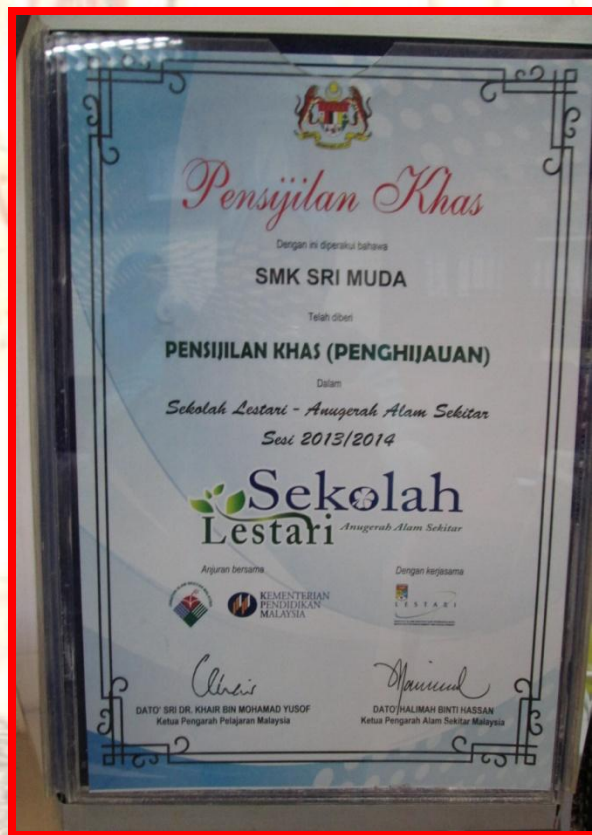 Pensijilan Khas
Dengan ini diperakui bahawa
SMK SRI MUDA
Telah diberi
PENSIJILAN KHAS (PENGHIJAUAN)
Dalam
Sekolah Lestari - Anugerah Alam Sekitar
Sesi 2013/2014
Sekolah
Lestari Anugerah Alam Sekitar
Anjuran bersama
Dengan kerjasama
KEMENTERIAN
PENDIDIKAN
MALAYSIA
LESTARI
DATO' SRI DR. KHAIR BIN MOHAMAD YUSOF
Ketua Pengarah Pelajaran Malaysia
DATO' HALIMAH BINTI HASSAN
Ketua Pengarah Alam Sekitar Malaysia